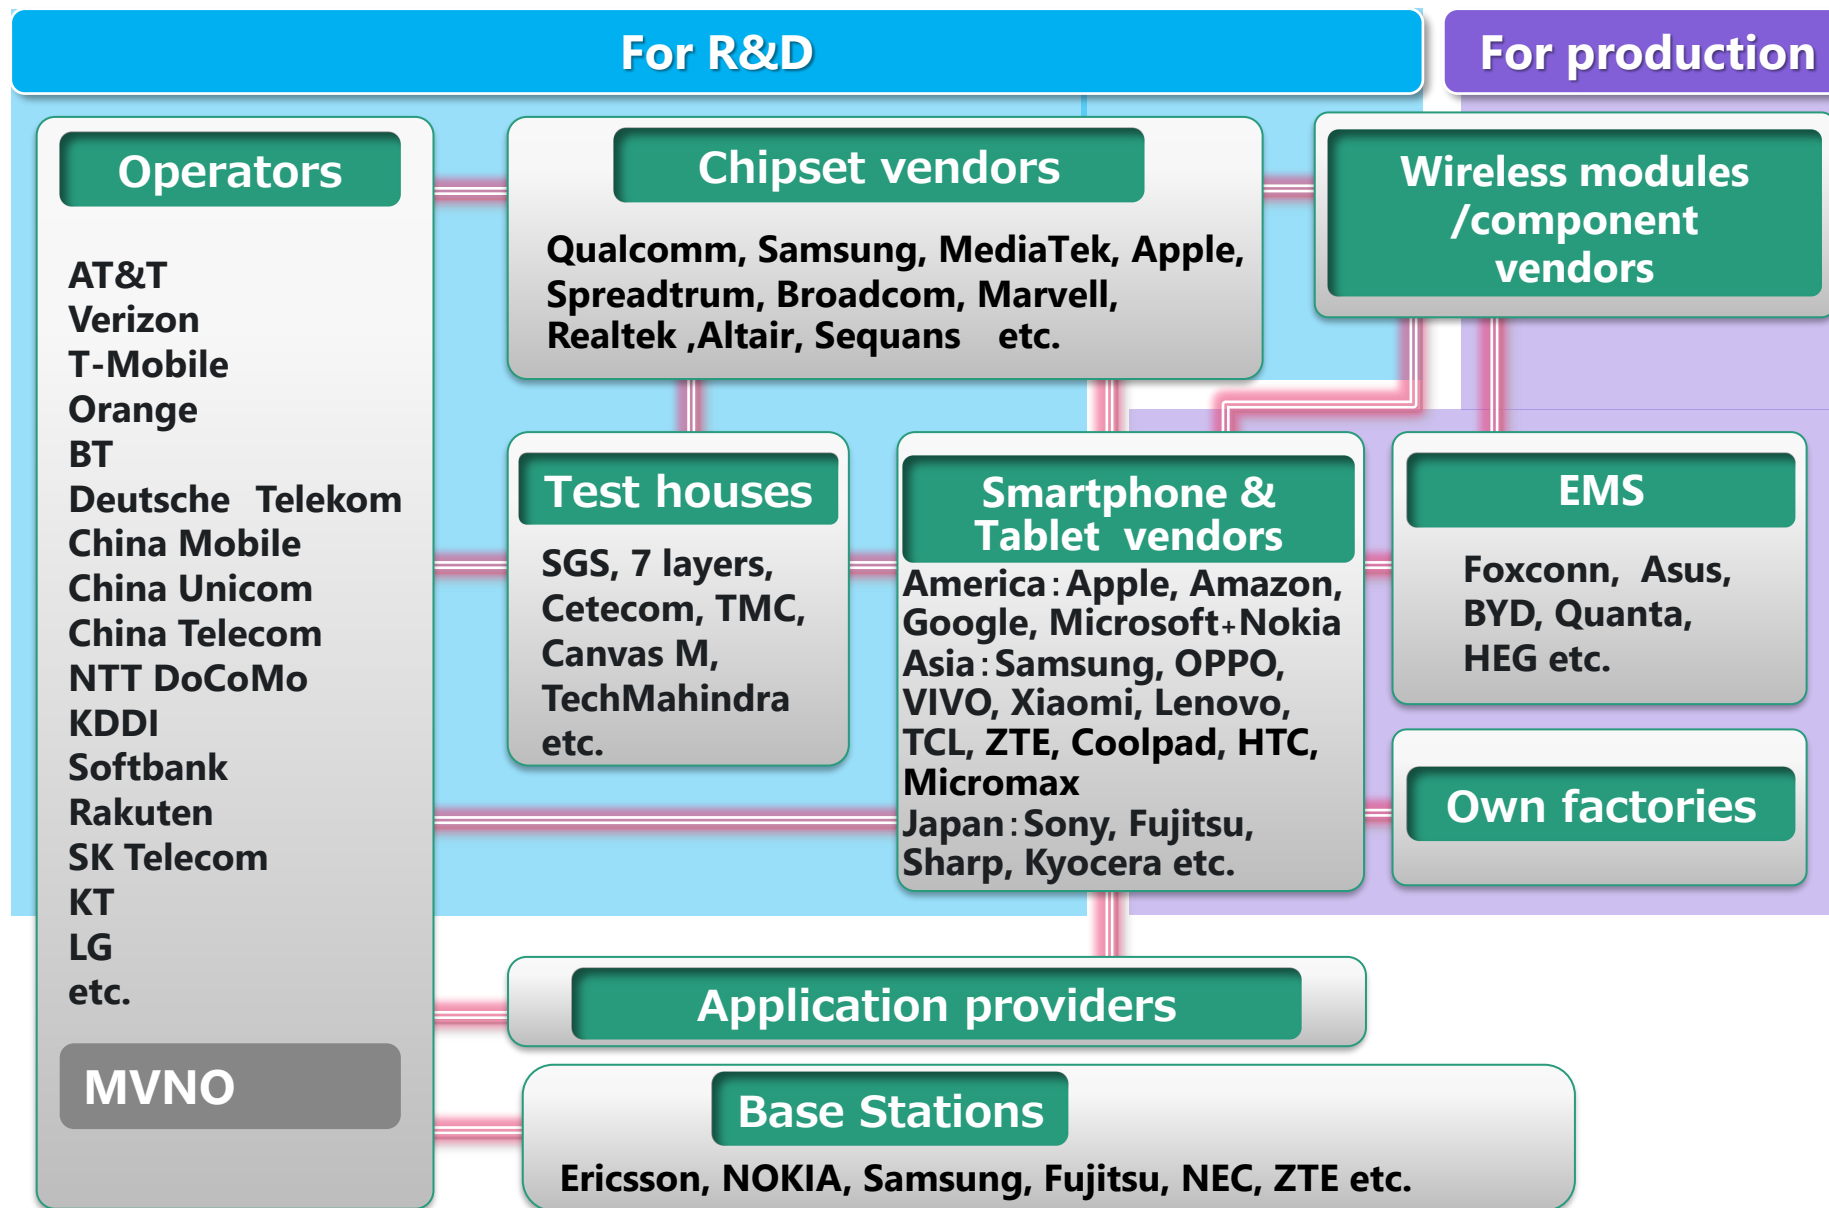 For R&D
For production
Operators
AT&T
Verizon
T-Mobile
Orange
BT
Deutsche Telekom
China Mobile
China Unicom
China Telecom
NTT DoCoMo
KDDI
Softbank
Rakuten
SK Telecom
KT
LG
etc.
MVNO
Chipset vendors
Qualcomm, Samsung, MediaTek, Apple,
Spreadtrum, Broadcom, Marvell,
Realtek ,Altair, Sequans etc.
Wireless modules
/component
vendors
Test houses
SGS, 7 layers,
Cetecom, TMC,
Canvas M,
TechMahindra
etc.
Smartphone &
Tablet vendors
America：Apple, Amazon,
Google, Microsoft+Nokia
Asia：Samsung, OPPO,
VIVO, Xiaomi, Lenovo,
TCL, ZTE, Coolpad, HTC,
Micromax
Japan：Sony, Fujitsu,
Sharp, Kyocera etc.
EMS
Foxconn, Asus,
BYD, Quanta,
HEG etc.
Own factories
Application providers
Base Stations
Ericsson, NOKIA, Samsung, Fujitsu, NEC, ZTE etc.